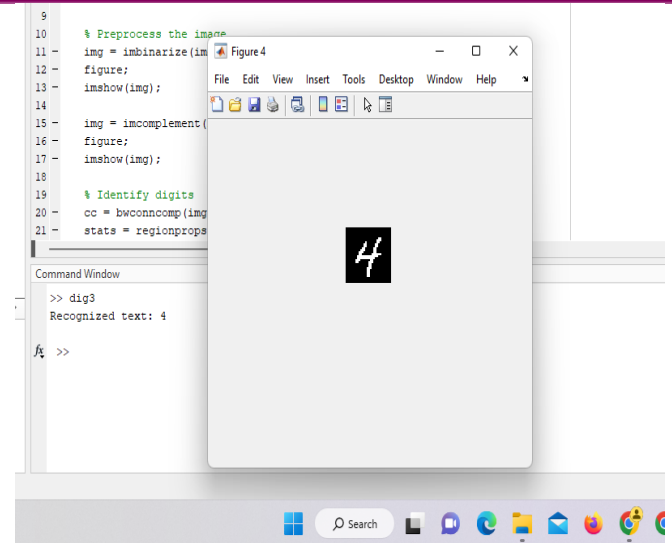 9
10 % Preprocess the image
11 - img = imbinarize(im
12 - figure;
13 - imshow(img);
14
15 - img = imcomplement(
16 - figure;
17 - imshow(img);
18
19 % Identify digits
20 - cc = bwconncomp(img
21 - stats = regionprops
Figure 4
File Edit View Insert Tools Desktop Window Help
4
Command Window
>> dig3
Recognized text: 4
fx >>
Search